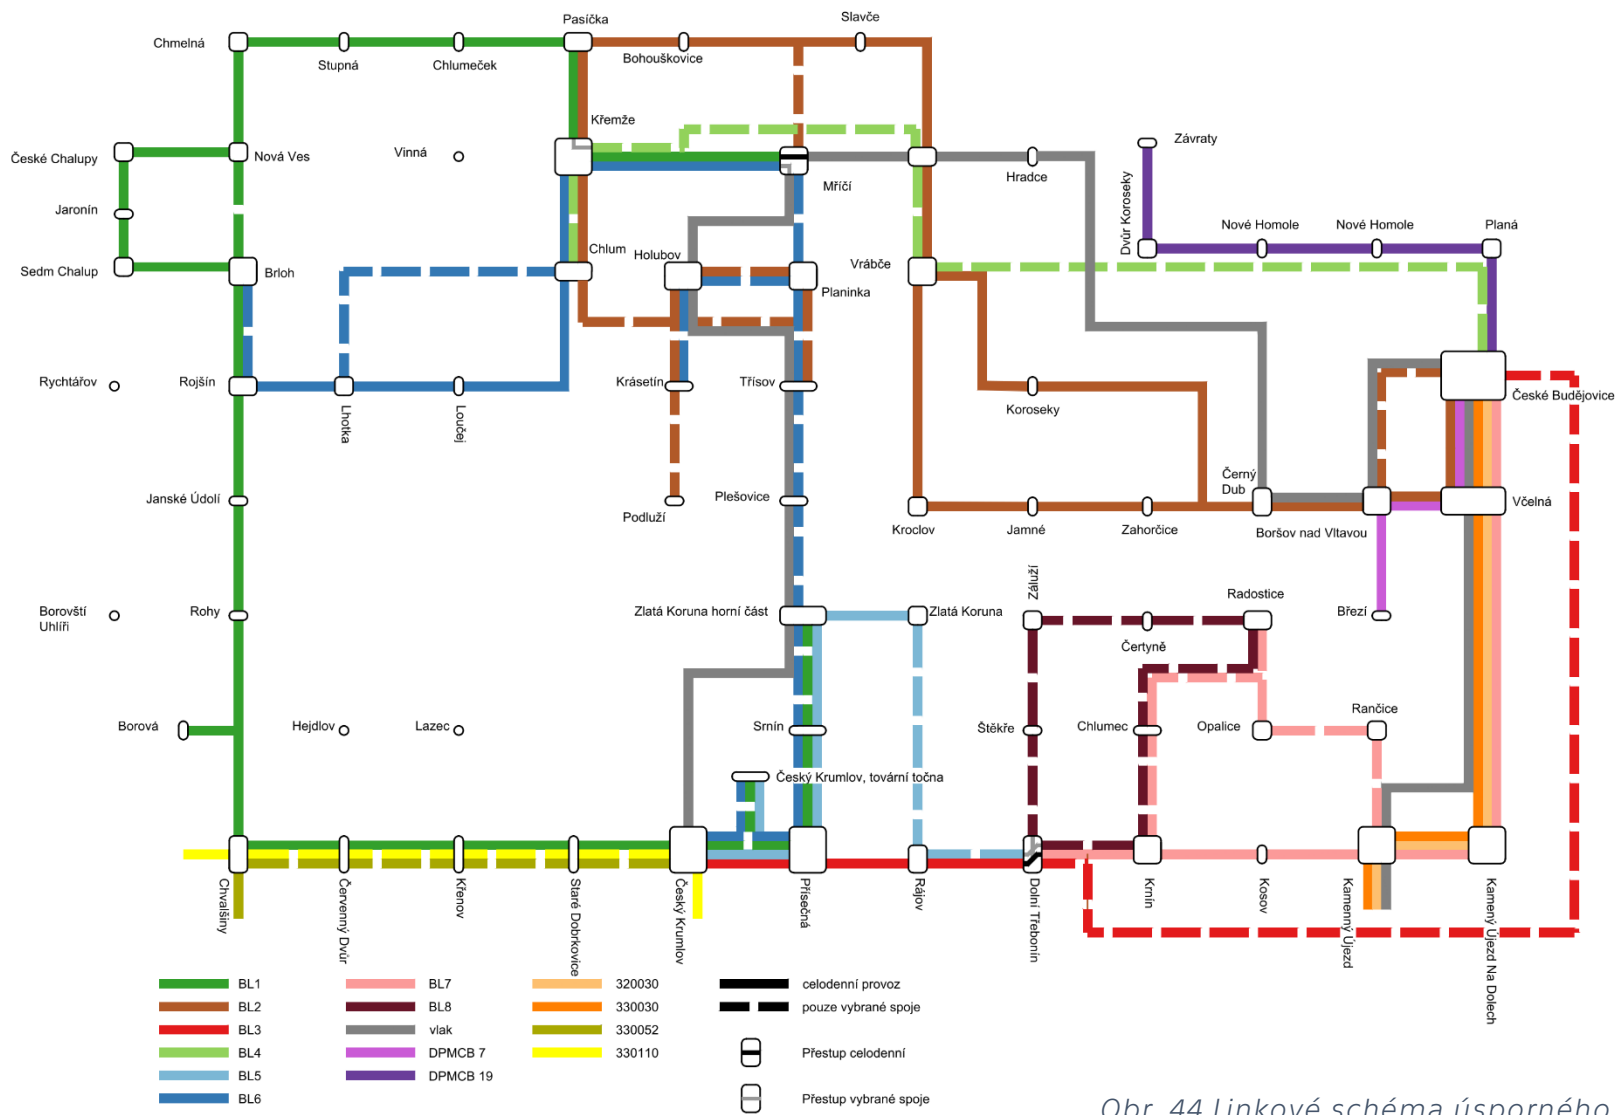 Pasíčka
Slavče
Chmelná
Stupná
Chlumeček
Bohouškovice
Křemže
Závraty
České Chalupy
Nová Ves
Vinná
Mříčí
Hradce
Jaronín
Dvůr Koroseky
Nové Homole
Nové Homole
Planá
Sedm Chalup
Brloh
Chlum
Holubov
Planinka
Vrábče
Rychtářov
Rojšín
Lhotka
Loučej
Krásetín
Třísov
Koroseky
České Budějovice
Janské Údolí
Podluží
Plešovice
Kroclov
Jamné
Zahorčice
Černý
Dub
Boršov nad Vltavou
Včelná
Borovští
Uhlíři
Rohy
Zlatá Koruna horní část
Zlatá Koruna
Záluží
Čertyně
Radostice
Březí
Borová
Hejdlov
Lazec
Srnín
Štěkře
Chlumec
Opalice
Rančice
Český Krumlov, tovární točna
Chvalšiny
Červenný Dvůr
Křenov
Staré Dobrkovice
Český Krumlov
Přísečná
Rájov
Dolní Třebonín
Krnín
Kosov
Kamenný Újezd
Kamený Újezd Na Dolech
BL1
BL2
BL3
BL4
BL5
BL6
BL7
BL8
vlak
DPMCB 7
DPMCB 19
320030
330030
330052
330110
celodenní provoz
pouze vybrané spoje
Přestup celodenní
Přestup vybrané spoje
Obr. 44 Linkové schéma úsporného